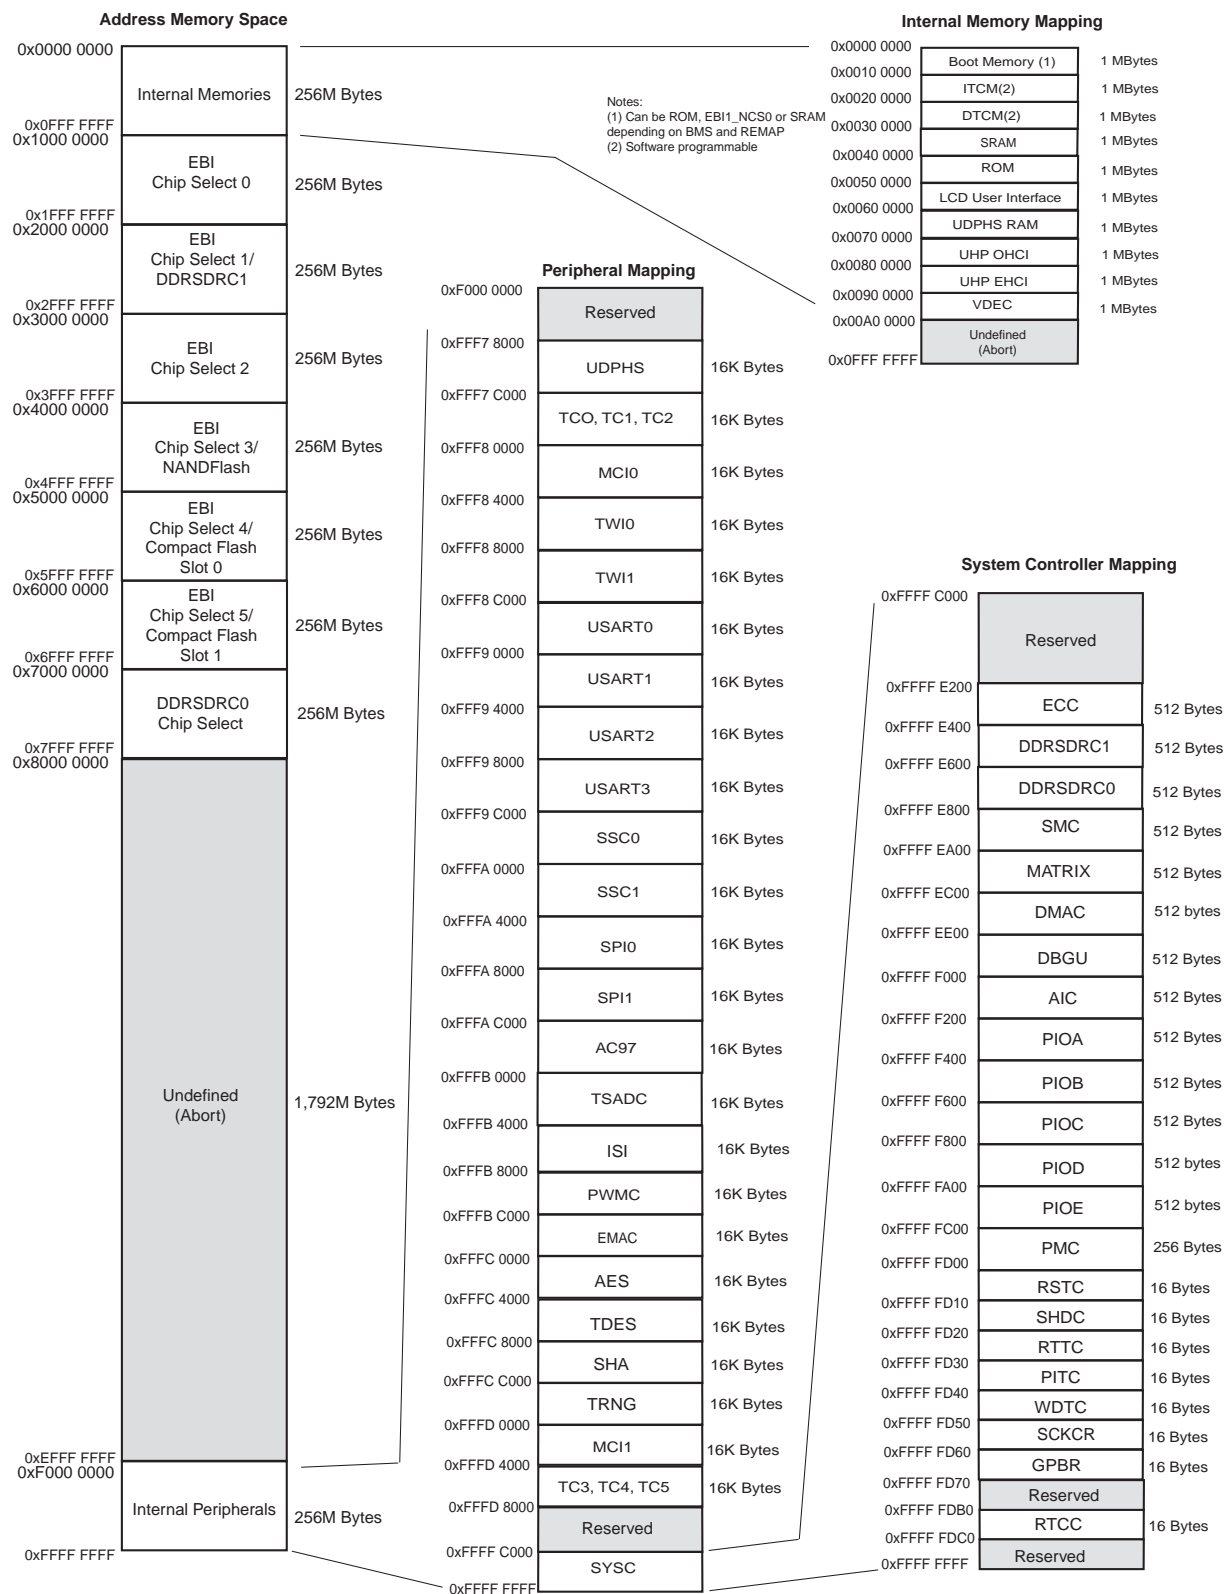 Address Memory Space
0x0000 0000
Internal Memories
256M Bytes
0x0FFF FFFF
0x1000 0000
EBI
Chip Select 0
256M Bytes
0x1FFF FFFF
0x2000 0000
EBI
Chip Select 1/
DDRSDRC1
256M Bytes
0x2FFF FFFF
0x3000 0000
EBI
Chip Select 2
256M Bytes
0x3FFF FFFF
0x4000 0000
EBI
Chip Select 3/
NANDFlash
256M Bytes
0x4FFF FFFF
0x5000 0000
EBI
Chip Select 4/
Compact Flash
Slot 0
256M Bytes
0x5FFF FFFF
0x6000 0000
EBI
Chip Select 5/
Compact Flash
Slot 1
256M Bytes
0x6FFF FFFF
0x7000 0000
DDRSDRC0
Chip Select
256M Bytes
0x7FFF FFFF
0x8000 0000
Undefined
(Abort)
1,792M Bytes
0xEFFF FFFF
0xF000 0000
Internal Peripherals
256M Bytes
0xFFFF FFFF
Peripheral Mapping
0xF000 0000
Reserved
0xFFF7 8000
UDPHS
16K Bytes
0xFFF7 C000
TCO, TC1, TC2
16K Bytes
0xFFF8 0000
MCI0
16K Bytes
0xFFF8 4000
TWI0
16K Bytes
0xFFF8 8000
TWI1
16K Bytes
0xFFF8 C000
USART0
16K Bytes
0xFFF9 0000
USART1
16K Bytes
0xFFF9 4000
USART2
16K Bytes
0xFFF9 8000
USART3
16K Bytes
0xFFF9 C000
SSC0
16K Bytes
0xFFFA 0000
SSC1
16K Bytes
0xFFFA 4000
SPI0
16K Bytes
0xFFFA 8000
SPI1
16K Bytes
0xFFFA C000
AC97
16K Bytes
0xFFFB 0000
TSADC
16K Bytes
0xFFFB 4000
ISI
16K Bytes
0xFFFB 8000
PWMC
16K Bytes
0xFFFB C000
EMAC
16K Bytes
0xFFFC 0000
AES
16K Bytes
0xFFFC 4000
TDES
16K Bytes
0xFFFC 8000
SHA
16K Bytes
0xFFFC C000
TRNG
16K Bytes
0xFFFD 0000
MCI1
16K Bytes
0xFFFD 4000
TC3, TC4, TC5
16K Bytes
0xFFFD 8000
Reserved
0xFFFF C000
SYSC
0xFFFF FFFF
Notes:
(1) Can be ROM, EBI1_NCS0 or SRAM
depending on BMS and REMAP
(2) Software programmable
Internal Memory Mapping
0x0000 0000
Boot Memory (1)
1 MBytes
0x0010 0000
ITCM(2)
1 MBytes
0x0020 0000
DTCM(2)
1 MBytes
0x0030 0000
SRAM
1 MBytes
0x0040 0000
ROM
1 MBytes
0x0050 0000
LCD User Interface
1 MBytes
0x0060 0000
UDPHS RAM
1 MBytes
0x0070 0000
UHP OHCI
1 MBytes
0x0080 0000
UHP EHCI
1 MBytes
0x0090 0000
VDEC
1 MBytes
0x00A0 0000
Undefined
(Abort)
0x0FFF FFFF
System Controller Mapping
0xFFFF C000
Reserved
0xFFFF E200
ECC
512 Bytes
0xFFFF E400
DDRSDRC1
512 Bytes
0xFFFF E600
DDRSDRC0
512 Bytes
0xFFFF E800
SMC
512 Bytes
0xFFFF EA00
MATRIX
512 Bytes
0xFFFF EC00
DMAC
512 bytes
0xFFFF EE00
DBGU
512 Bytes
0xFFFF F000
AIC
512 Bytes
0xFFFF F200
PIOA
512 Bytes
0xFFFF F400
PIOB
512 Bytes
0xFFFF F600
PIOC
512 Bytes
0xFFFF F800
PIOD
512 bytes
0xFFFF FA00
PIOE
512 bytes
0xFFFF FC00
PMC
256 Bytes
0xFFFF FD00
RSTC
16 Bytes
0xFFFF FD10
SHDC
16 Bytes
0xFFFF FD20
RTTC
16 Bytes
0xFFFF FD30
PITC
16 Bytes
0xFFFF FD40
WDTC
16 Bytes
0xFFFF FD50
SCKCR
16 Bytes
0xFFFF FD60
GPBR
16 Bytes
0xFFFF FD70
Reserved
0xFFFF FDB0
RTCC
16 Bytes
0xFFFF FDC0
Reserved
0xFFFF FFFF